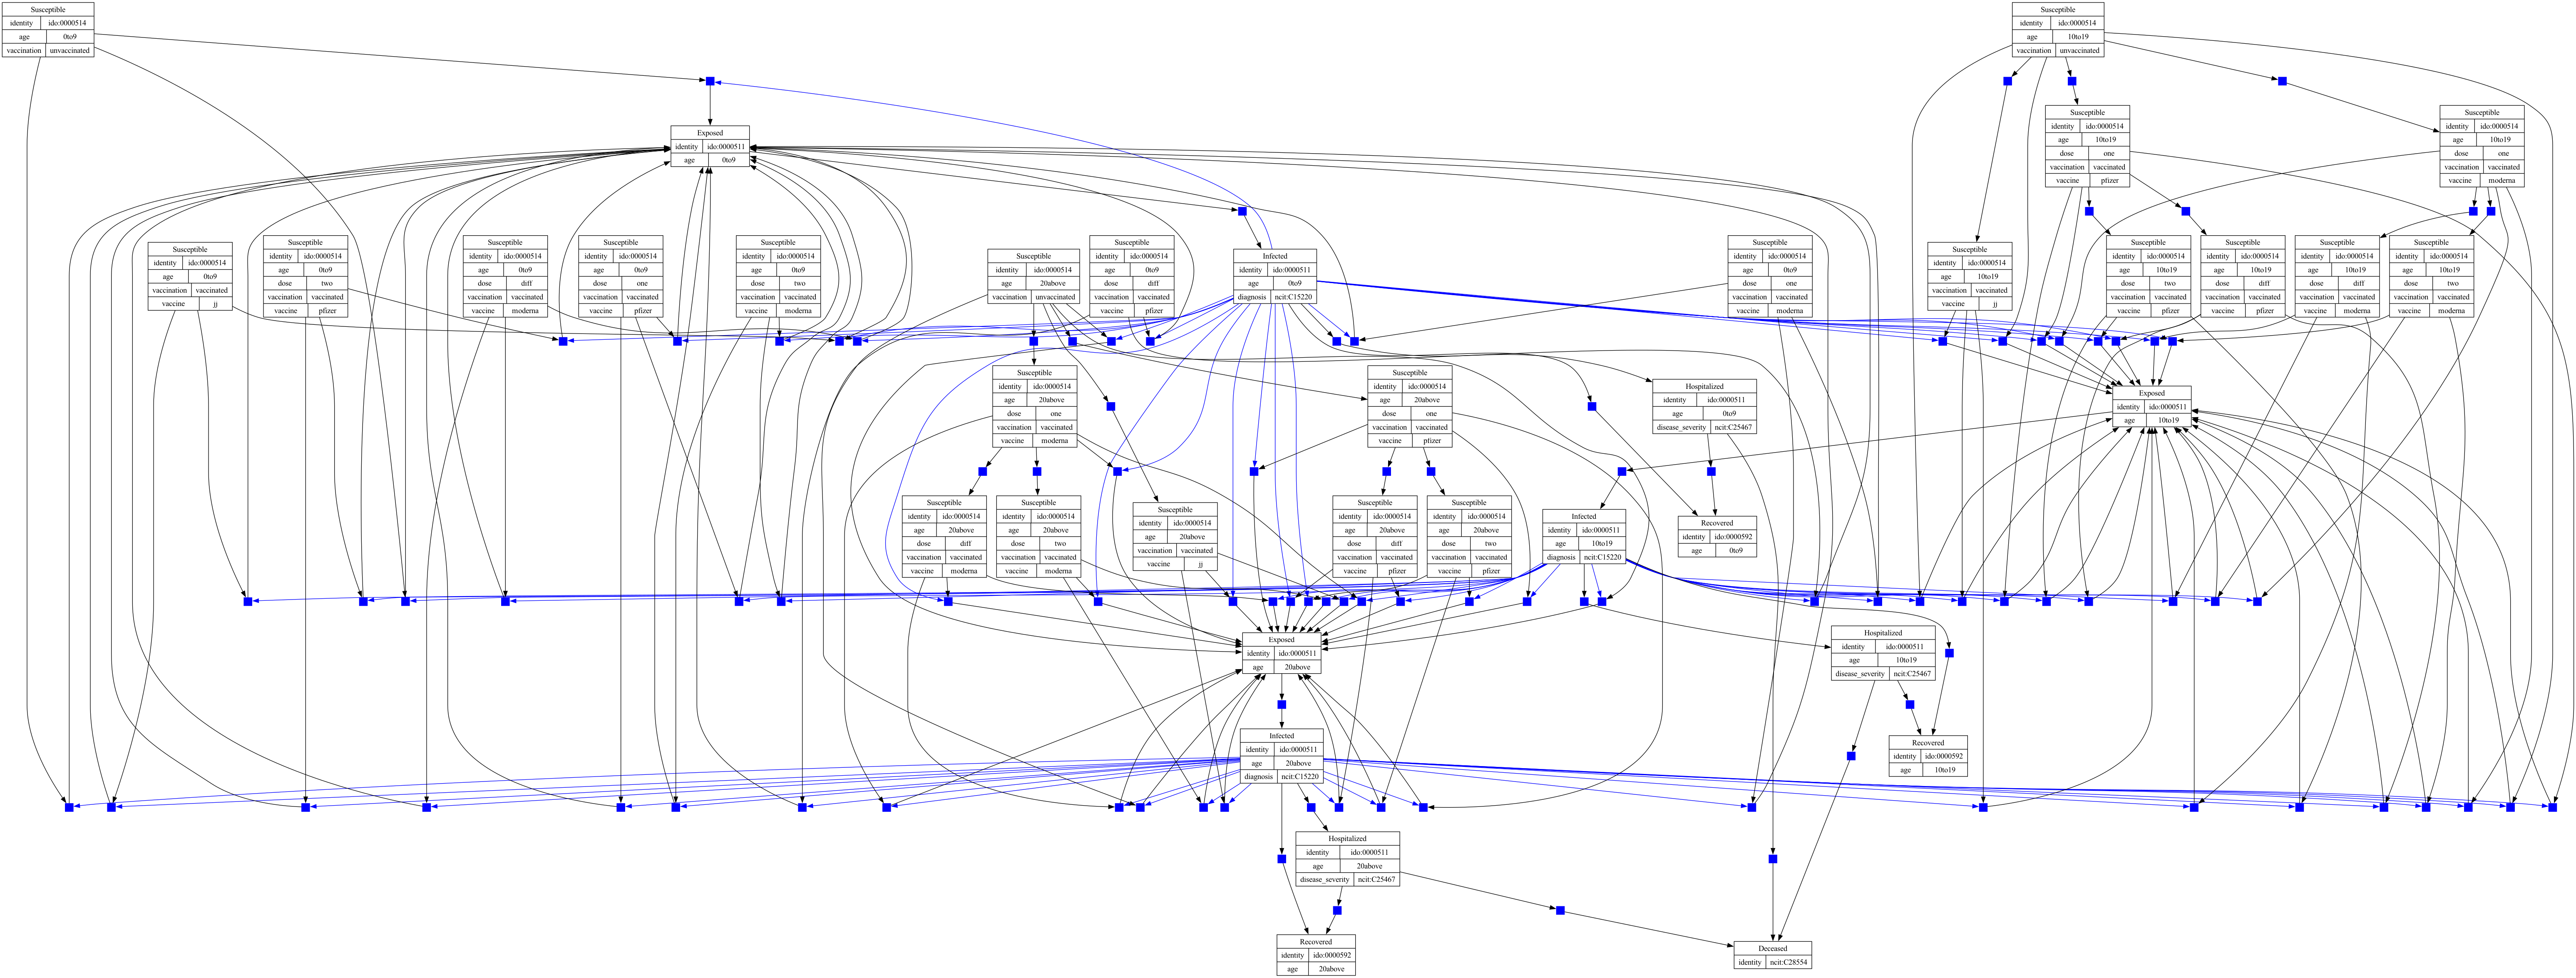 Susceptible
identity ido:0000514
age 0to9
vaccination unvaccinated
Susceptible
identity ido:0000514
age 10to19
vaccination unvaccinated
Susceptible
identity ido:0000514
age 10to19
dose one
vaccination vaccinated
vaccine pfizer
Susceptible
identity ido:0000514
age 10to19
dose one
vaccination vaccinated
vaccine moderna
Exposed
identity ido:0000511
age 0to9
Susceptible
identity ido:0000514
age 0to9
vaccination vaccinated
vaccine jj
Susceptible
identity ido:0000514
age 0to9
dose two
vaccination vaccinated
vaccine pfizer
Susceptible
identity ido:0000514
age 0to9
dose diff
vaccination vaccinated
vaccine moderna
Susceptible
identity ido:0000514
age 0to9
dose one
vaccination vaccinated
vaccine pfizer
Susceptible
identity ido:0000514
age 0to9
dose two
vaccination vaccinated
vaccine moderna
Susceptible
identity ido:0000514
age 20above
vaccination unvaccinated
Susceptible
identity ido:0000514
age 0to9
dose diff
vaccination vaccinated
vaccine pfizer
Infected
identity ido:0000511
age 0to9
diagnosis ncit:C15220
Susceptible
identity ido:0000514
age 0to9
dose one
vaccination vaccinated
vaccine moderna
Susceptible
identity ido:0000514
age 10to19
vaccination vaccinated
vaccine jj
Susceptible
identity ido:0000514
age 10to19
dose two
vaccination vaccinated
vaccine pfizer
Susceptible
identity ido:0000514
age 10to19
dose diff
vaccination vaccinated
vaccine pfizer
Susceptible
identity ido:0000514
age 10to19
dose diff
vaccination vaccinated
vaccine moderna
Susceptible
identity ido:0000514
age 10to19
dose two
vaccination vaccinated
vaccine moderna
Susceptible
identity ido:0000514
age 20above
dose one
vaccination vaccinated
vaccine moderna
Susceptible
identity ido:0000514
age 20above
dose one
vaccination vaccinated
vaccine pfizer
Hospitalized
identity ido:0000511
age 0to9
disease_severity ncit:C25467
Exposed
identity ido:0000511
age 10to19
Susceptible
identity ido:0000514
age 20above
dose diff
vaccination vaccinated
vaccine moderna
Susceptible
identity ido:0000514
age 20above
dose two
vaccination vaccinated
vaccine moderna
Susceptible
identity ido:0000514
age 20above
vaccination vaccinated
vaccine jj
Susceptible
identity ido:0000514
age 20above
dose diff
vaccination vaccinated
vaccine pfizer
Susceptible
identity ido:0000514
age 20above
dose two
vaccination vaccinated
vaccine pfizer
Infected
identity ido:0000511
age 10to19
diagnosis ncit:C15220
Recovered
identity ido:0000592
age 0to9
Exposed
identity ido:0000511
age 20above
Hospitalized
identity ido:0000511
age 10to19
disease_severity ncit:C25467
Infected
identity ido:0000511
age 20above
diagnosis ncit:C15220
Recovered
identity ido:0000592
age 10to19
Hospitalized
identity ido:0000511
age 20above
disease_severity ncit:C25467
Recovered
identity ido:0000592
age 20above
Deceased
identity ncit:C28554